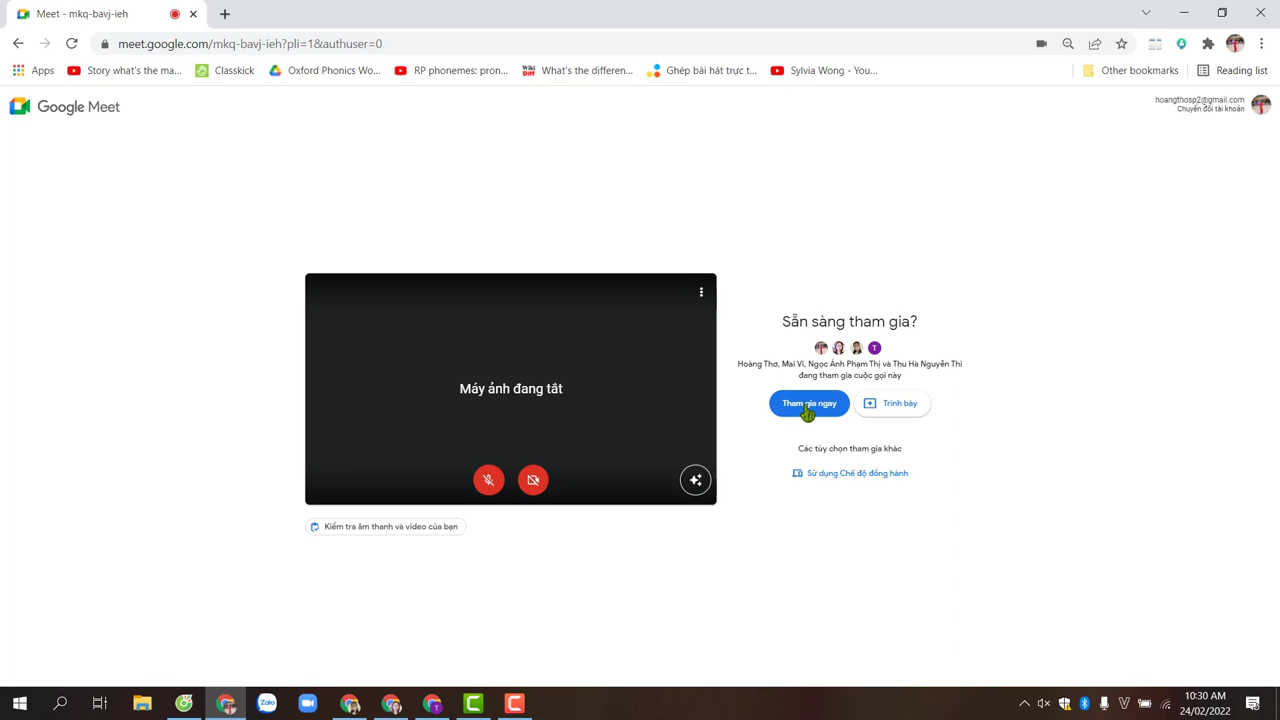 Meet - mkq-bavj-ieh
meet.google.com/mkq-bavj-ieh?pli=1&authuser=0
Apps
Story what's the ma...
Classkick
Oxford Phonics Wo...
RP phonemes: pron...
Wiki Diff
What's the differen...
Ghép bài hát trực t...
Sylvia Wong - You...
Other bookmarks
Reading list
Google Meet
hoangthosp2@gmail.com
Chuyển đổi tài khoản
Máy ảnh đang tắt
Kiểm tra âm thanh và video của bạn
Sẵn sàng tham gia?
T
Hoàng Thơ, Mai Vi, Ngọc Ánh Phạm Thị và Thu Hà Nguyễn Thi
đang tham gia cuộc gọi này
Tham gia ngay
Trình bày
Các tùy chọn tham gia khác
Sử dụng Chế độ đồng hành
Zalo
T
C
C
V
10:30 AM
24/02/2022